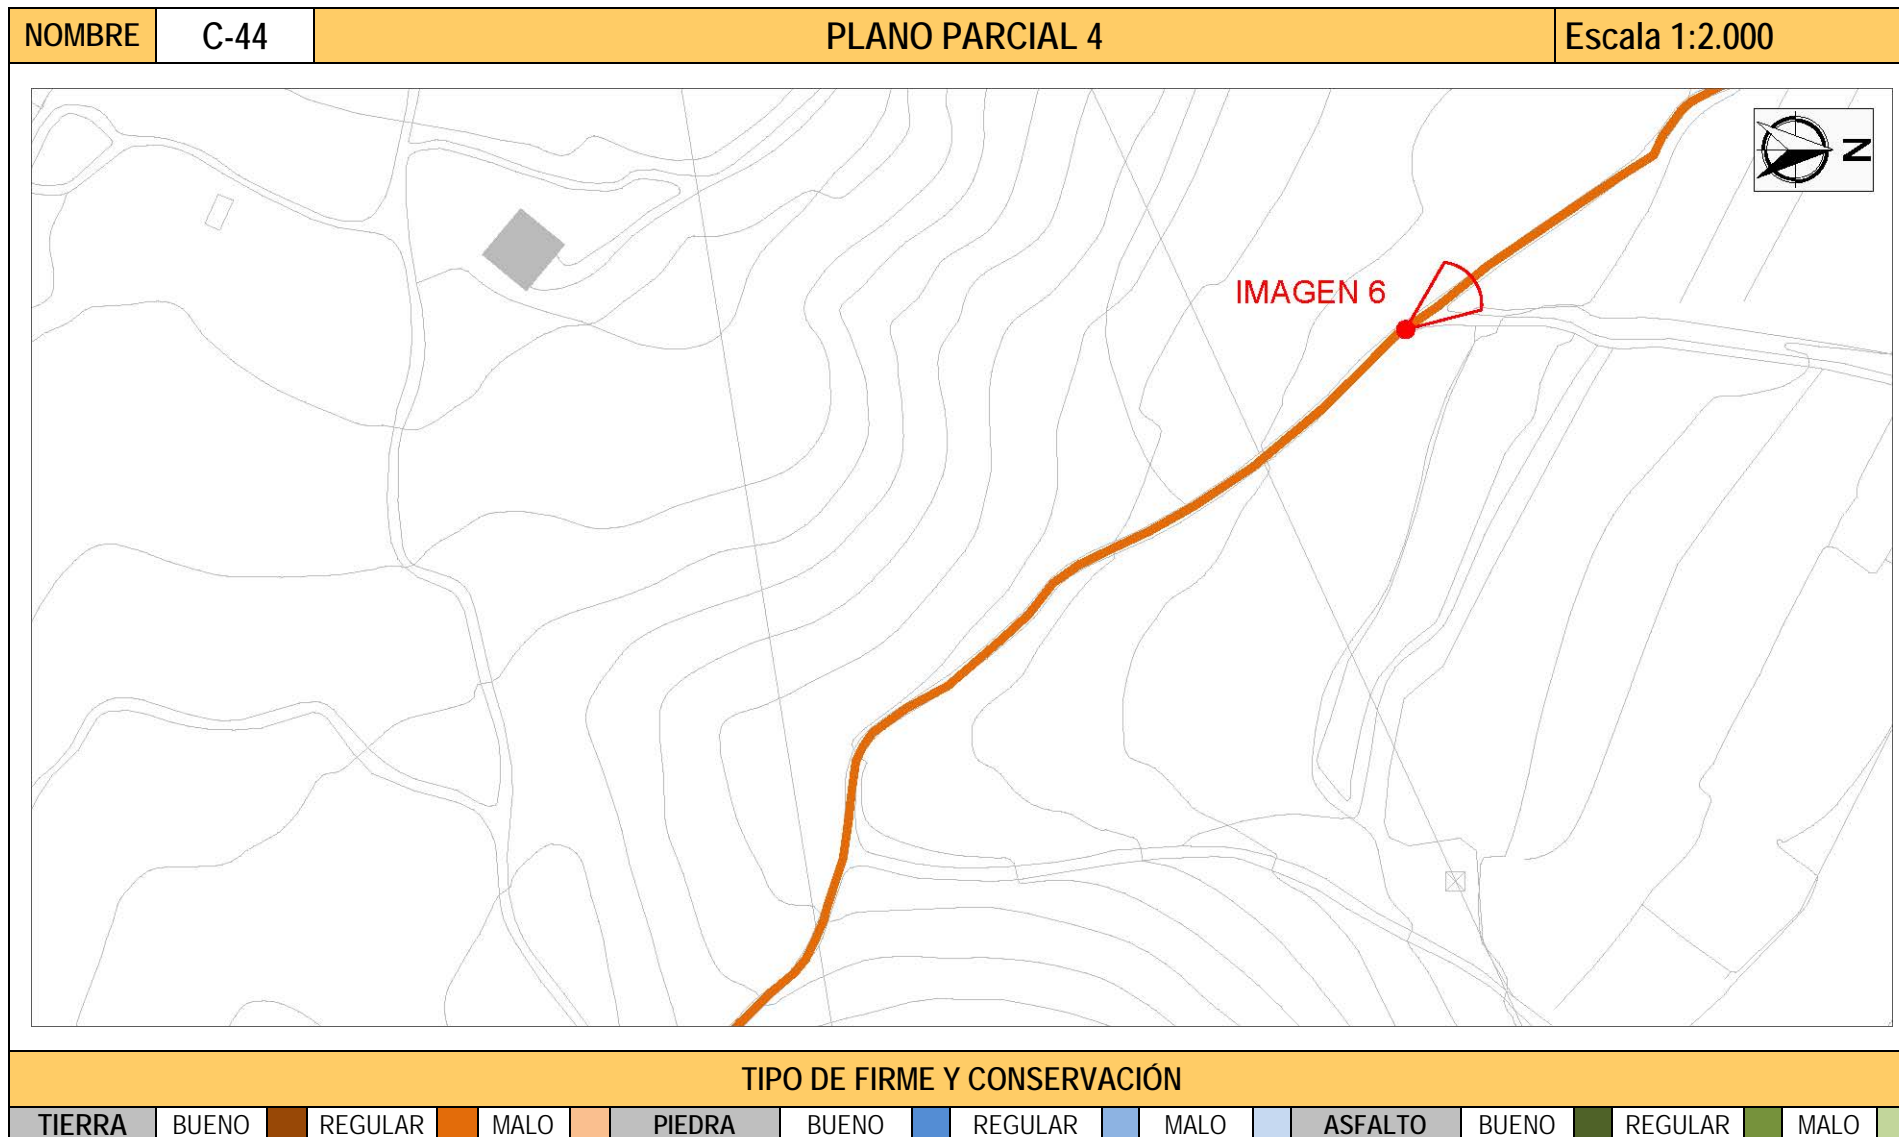 NOMBRE C-44 PLANO PARCIAL 4 Escala 1:2.000
N
IMAGEN 6
TIPO DE FIRME Y CONSERVACIÓN
TIERRA BUENO REGULAR MALO PIEDRA BUENO REGULAR MALO ASFALTO BUENO REGULAR MALO